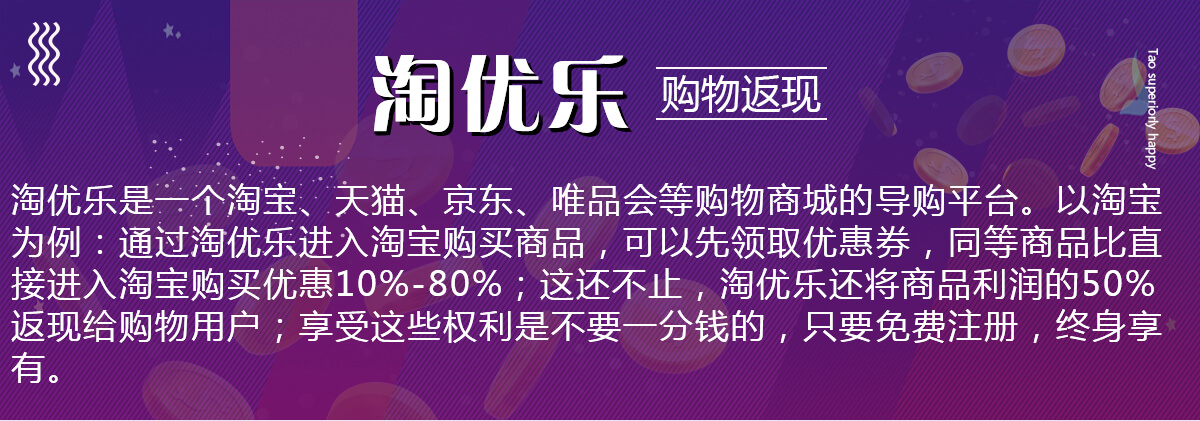 淘优乐
购物返现
Tao superiorly happy
淘优乐是一个淘宝、天猫、京东、唯品会等购物商城的导购平台。以淘宝
为例：通过淘优乐进入淘宝购买商品，可以先领取优惠券，同等商品比直
接进入淘宝购买优惠10%-80%；这还不止，淘优乐还将商品利润的50%
返现给购物用户；享受这些权利是不要一分钱的，只要免费注册，终身享
有。